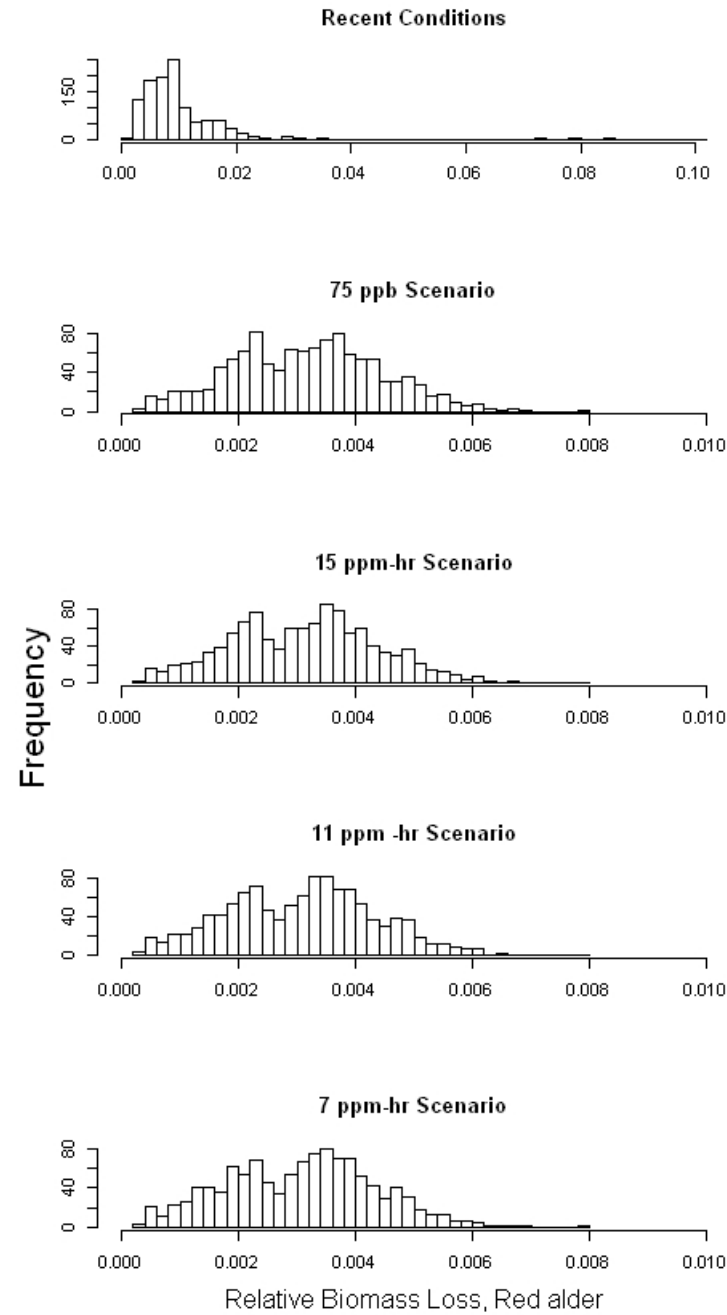 Recent Conditions
150
0
0.00 0.02 0.04 0.06 0.08 0.10
75 ppb Scenario
80
40
0
0.000 0.002 0.004 0.006 0.008 0.010
15 ppm-hr Scenario
80
40
0
0.000 0.002 0.004 0.006 0.008 0.010
Frequency
11 ppm -hr Scenario
80
40
0
0.000 0.002 0.004 0.006 0.008 0.010
7 ppm-hr Scenario
80
40
0
0.000 0.002 0.004 0.006 0.008 0.010
Relative Biomass Loss, Red alder